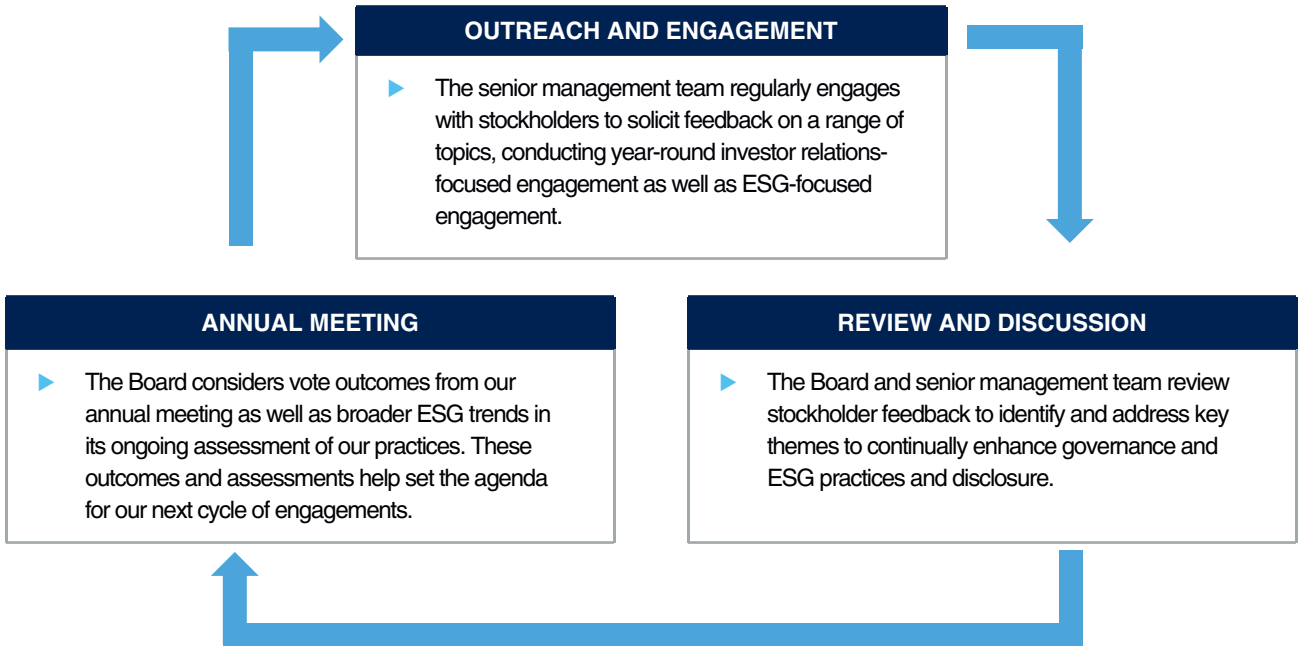 OUTREACH AND ENGAGEMENT
The senior management team regularly engages
with stockholders to solicit feedback on a range of
topics, conducting year-round investor relations-
focused engagement as well as ESG-focused
engagement.
ANNUAL MEETING
The Board considers vote outcomes from our
annual meeting as well as broader ESG trends in
its ongoing assessment of our practices. These
outcomes and assessments help set the agenda
for our next cycle of engagements.
REVIEW AND DISCUSSION
The Board and senior management team review
stockholder feedback to identify and address key
themes to continually enhance governance and
ESG practices and disclosure.